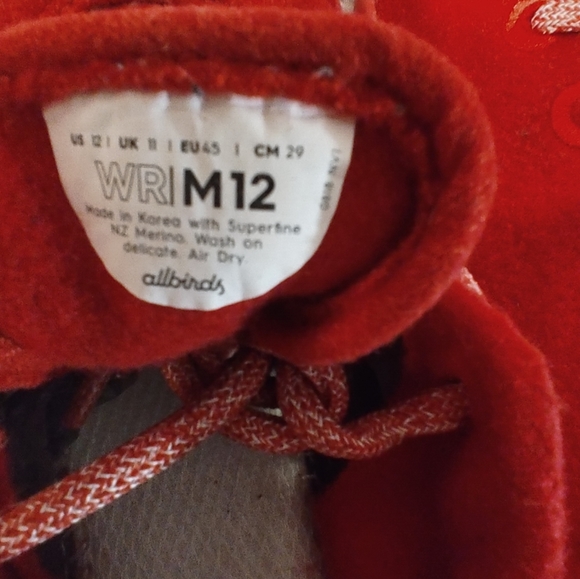 US 12 | UK 11 | EU 45 | CM 29
WR|M12
Made in Korea with Superfine
NZ Merino. Wash on
delicate. Air Dry.
allbirds